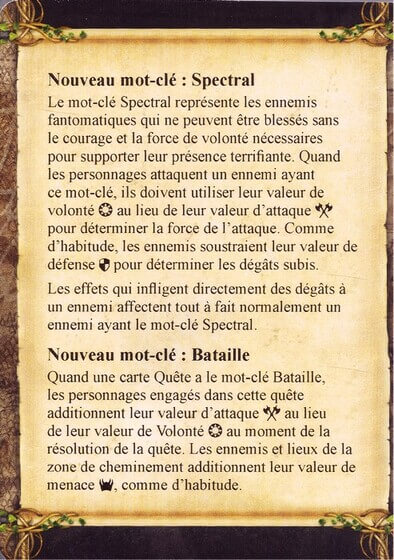 Nouveau mot-clé : Spectral
Le mot-clé Spectral représente les ennemis
fantomatiques qui ne peuvent être blessés sans
le courage et la force de volonté nécessaires
pour supporter leur présence terrifiante. Quand
les personnages attaquent un ennemi ayant
ce mot-clé, ils doivent utiliser leur valeur de
volonté au lieu de leur valeur d'attaque
pour déterminer la force de l'attaque. Comme
d'habitude, les ennemis soustraient leur valeur de
défense pour déterminer les dégâts subis.
Les effets qui infligent directement des dégâts à
un ennemi affectent tout à fait normalement un
ennemi ayant le mot-clé Spectral.
Nouveau mot-clé : Bataille
Quand une carte Quête a le mot-clé Bataille,
les personnages engagés dans cette quête
additionnent leur valeur d'attaque au lieu
de leur valeur de Volonté au moment de la
résolution de la quête. Les ennemis et lieux de la
zone de cheminement additionnent leur valeur de
menace , comme d'habitude.